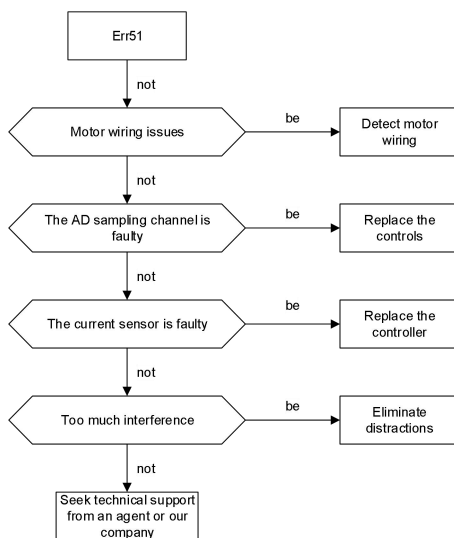 Err51
not
Motor wiring issues
be
Detect motor
wiring
not
The AD sampling channel is
faulty
be
Replace the
controls
not
The current sensor is faulty
be
Replace the
controller
not
Too much interference
be
Eliminate
distractions
not
Seek technical support
from an agent or our
company